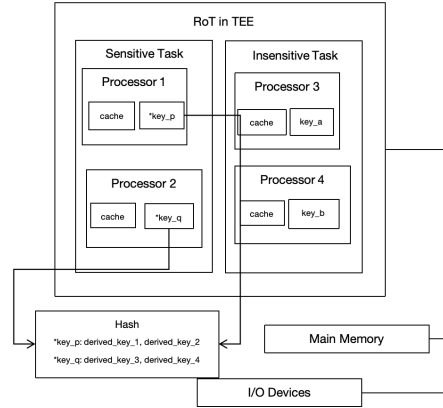 RoT in TEE
Sensitive Task
Insensitive Task
Processor 1
cache
*key_p
Processor 3
cache
key_a
Processor 2
cache
*key_q
Processor 4
cache
key_b
Hash
*key_p: derived_key_1, derived_key_2
*key_q: derived_key_3, derived_key_4
Main Memory
I/O Devices